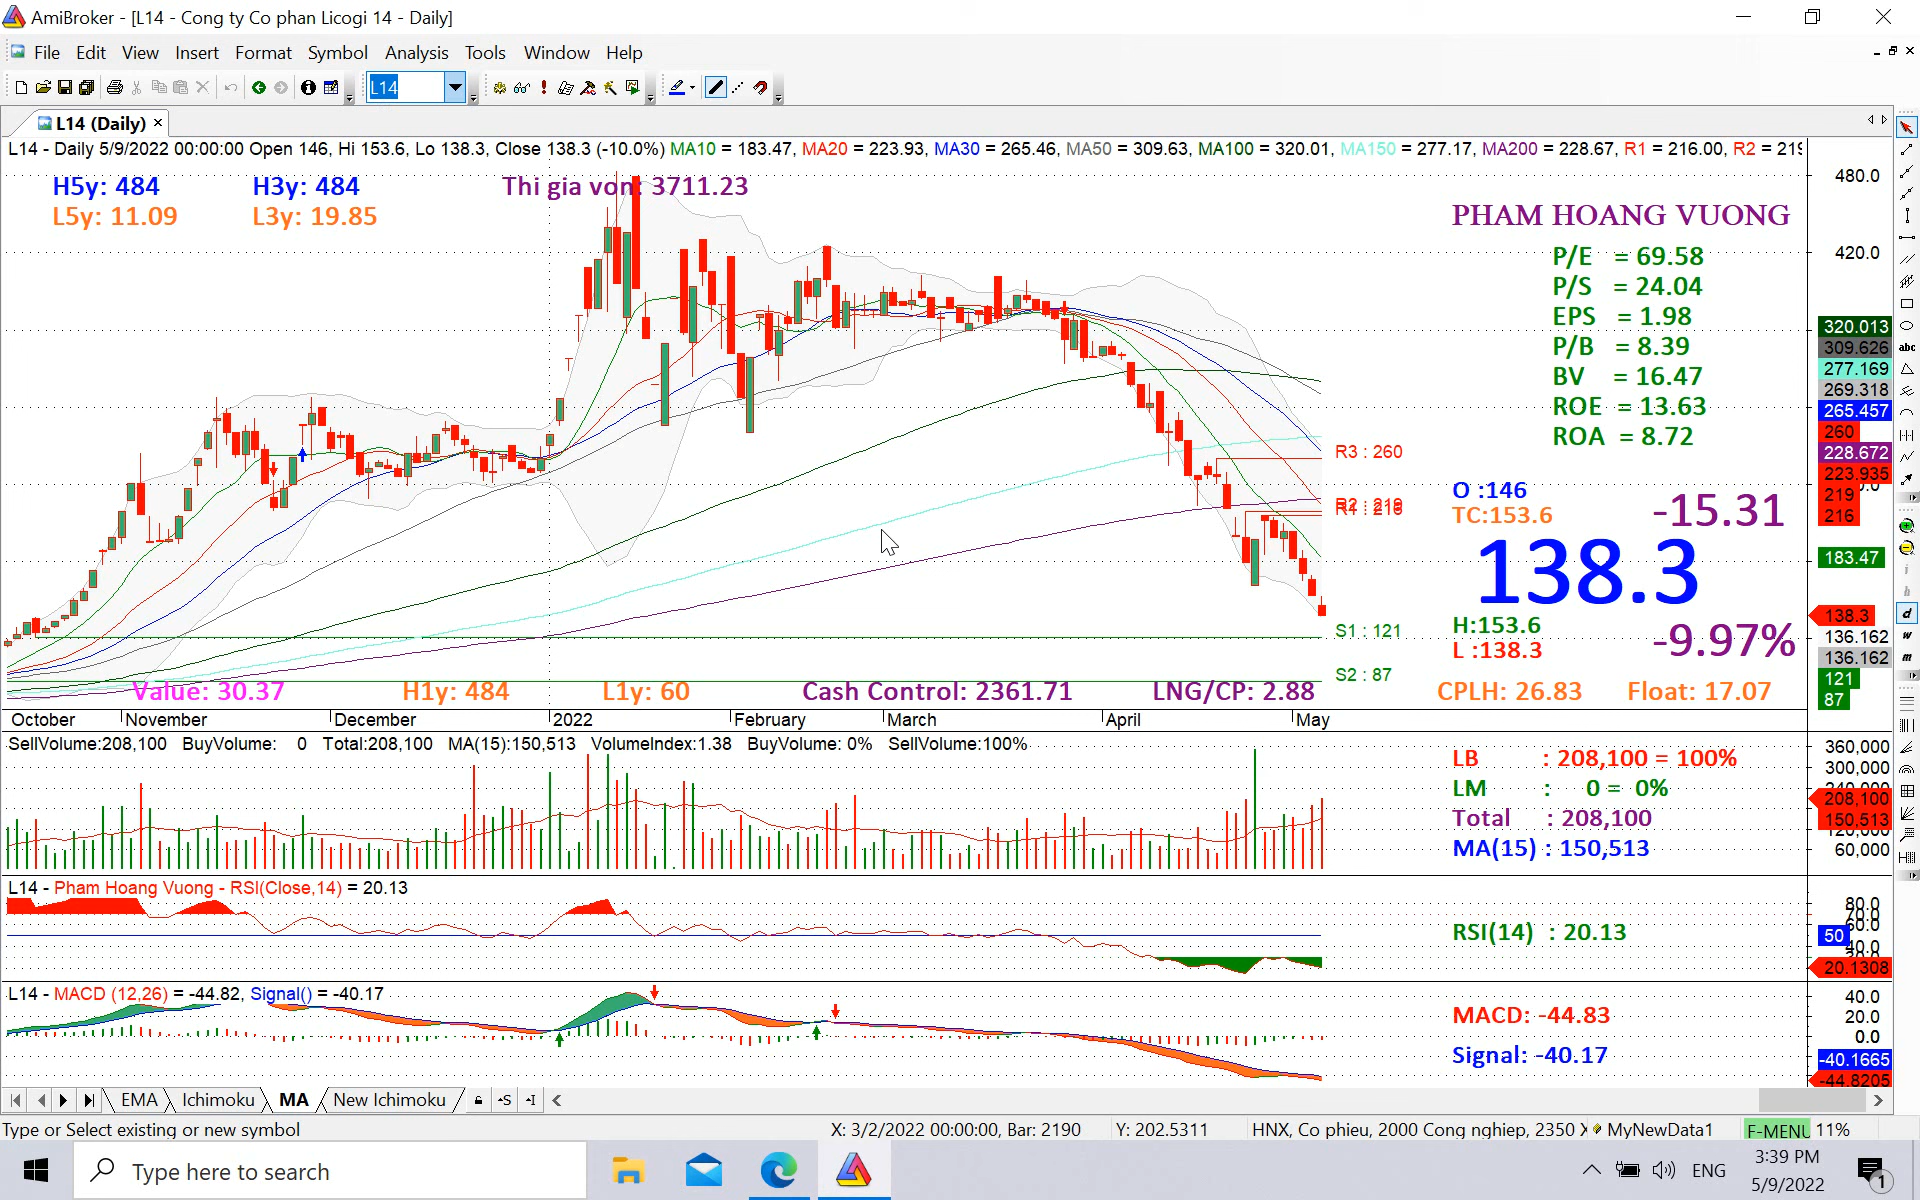 AmiBroker - [L14 - Cong ty Co phan Licogi 14 - Daily]
File Edit View Insert Format Symbol Analysis Tools Window Help
L14
L14 (Daily)
L14 - Daily 5/9/2022 00:00:00 Open 146, Hi 153.6, Lo 138.3, Close 138.3 (-10.0%) MA10 = 183.47, MA20 = 223.93, MA30 = 265.46, MA50 = 309.63, MA100 = 320.01, MA150 = 277.17, MA200 = 228.67, R1 = 216.00, R2 =
H5y: 484 H3y: 484 Thi gia von: 3711.23
L5y: 11.09 L3y: 19.85
PHAM HOANG VUONG
P/E = 69.58
P/S = 24.04
EPS = 1.98
P/B = 8.39
BV = 16.47
ROE = 13.63
ROA = 8.72
480.0
420.0
320.013
309.626
277.169
269.318
265.457
260
228.672
223.935
219
216
183.47
138.3
136.162
136.162
121
87
R3 : 260
S1 : 121
S2 : 87
O :146
TC:153.6
-15.31
138.3
H:153.6
L :138.3
-9.97%
Value: 30.37 H1y: 484 L1y: 60 Cash Control: 2361.71 LNG/CP: 2.88 CPLH: 26.83 Float: 17.07
October November December 2022 February March April May
SellVolume:208,100 BuyVolume: 0 Total:208,100 MA(15):150,513 VolumeIndex:1.38 BuyVolume: 0% SellVolume:100%
LB : 208,100 = 100%
LM : 0 = 0%
Total : 208,100
MA(15) : 150,513
360,000
300,000
208,100
150,513
120,000
60,000
L14 - Pham Hoang Vuong - RSI(Close,14) = 20.13
RSI(14) : 20.13
80.0
60.0
50
40.0
20.1308
L14 - MACD (12,26) = -44.82, Signal() = -40.17
MACD: -44.83
Signal: -40.17
40.0
20.0
0.0
-40.1665
-44.8205
abc
d
w
m
EMA Ichimoku MA New Ichimoku
Type or Select existing or new symbol X: 3/2/2022 00:00:00, Bar: 2190 Y: 202.5311 HNX, Co phieu, 2000 Cong nghiep, 2350 MyNewData1 F-MENU 11%
Type here to search
ENG
3:39 PM
5/9/2022
1